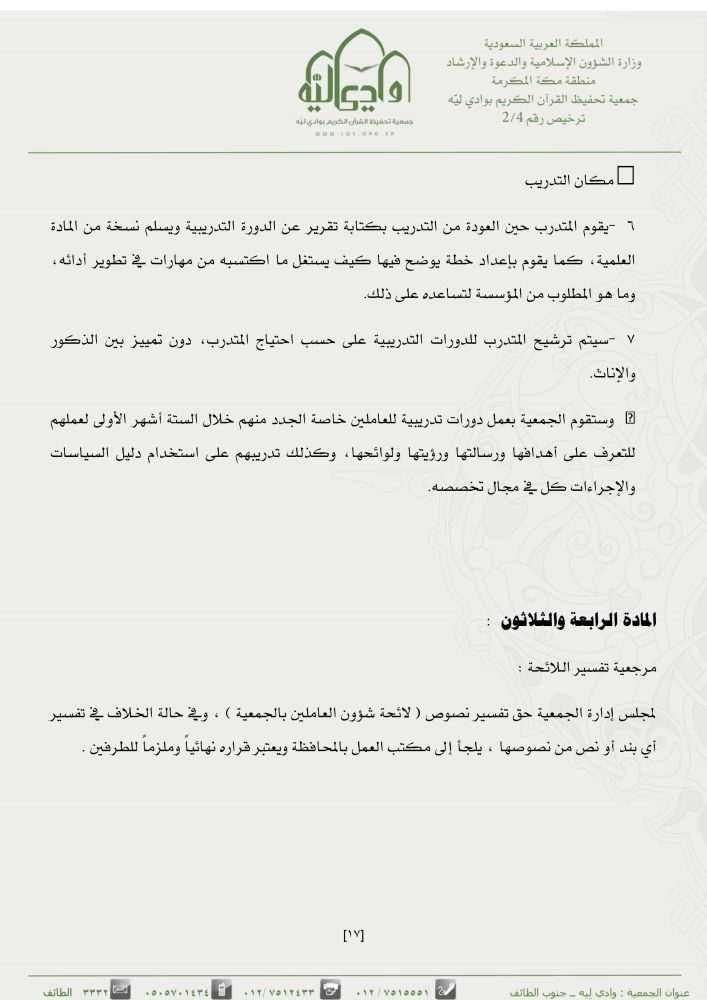 المملكة العربية السعودية
وزارة الشؤون الإسلامية والدعوة والإرشاد
منطقة مكة المكرمة
جمعية تحفيظ القرآن الكريم بوادي ليّه
ترخيص رقم 2/4
وادي ليّه
جمعية تحفيظ القرآن الكريم بوادي ليّه
مكان التدريب
٦ -يقوم المتدرب حين العودة من التدريب بكتابة تقرير عن الدورة التدريبية ويسلم نسخة من المادة
العلمية، كما يقوم بإعداد خطة يوضح فيها كيف يستغل ما اكتسبه من مهارات في تطوير أدائه،
وما هو المطلوب من المؤسسة لتساعده على ذلك.
٧ -سيتم ترشيح المتدرب للدورات التدريبية على حسب احتياج المتدرب، دون تمييز بين الذكور
والإناث.
وستقوم الجمعية بعمل دورات تدريبية للعاملين خاصة الجدد منهم خلال الستة أشهر الأولى لعملهم
للتعرف على أهدافها ورسالتها ورؤيتها ولوائحها، وكذلك تدريبهم على استخدام دليل السياسات
والإجراءات كل في مجال تخصصه.
المادة الرابعة والثلاثون :
مرجعية تفسير اللائحة :
لمجلس إدارة الجمعية حق تفسير نصوص ( لائحة شؤون العاملين بالجمعية ) ، وفي حالة الخلاف في تفسير
أي بند أو نص من نصوصها ، يلجأ إلى مكتب العمل بالمحافظة ويعتبر قراره نهائياً وملزماً للطرفين .
[١٧]
عنوان الجمعية : وادي ليه – جنوب الطائف ٠١٢/٧٥١٥٥٥١ ٠١٢/٧٥١٢٤٣٣ ٠٥٠٥٧٠١٤٣٤ ٣٣٣٢ الطائف